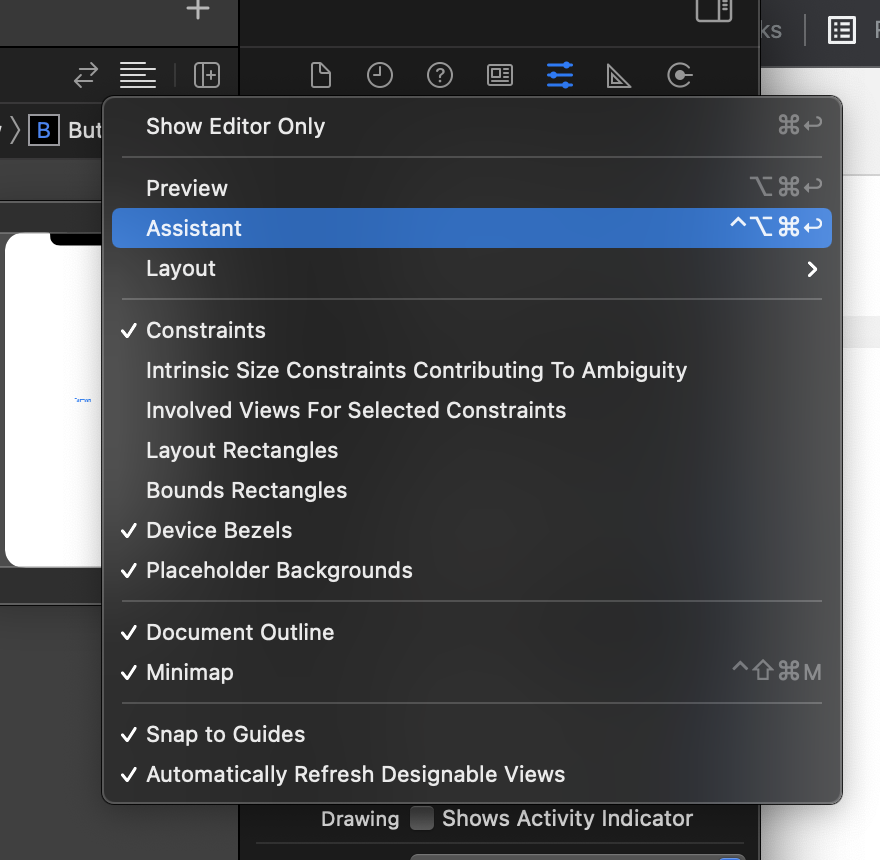 ks
B But
Show Editor Only ⌘↩
Preview ⌥⌘↩
Assistant ^⌥⌘↩
Layout
Constraints
Intrinsic Size Constraints Contributing To Ambiguity
Involved Views For Selected Constraints
Layout Rectangles
Bounds Rectangles
Device Bezels
Placeholder Backgrounds
Document Outline
Minimap ^⇧⌘M
Snap to Guides
Automatically Refresh Designable Views
Drawing Shows Activity Indicator